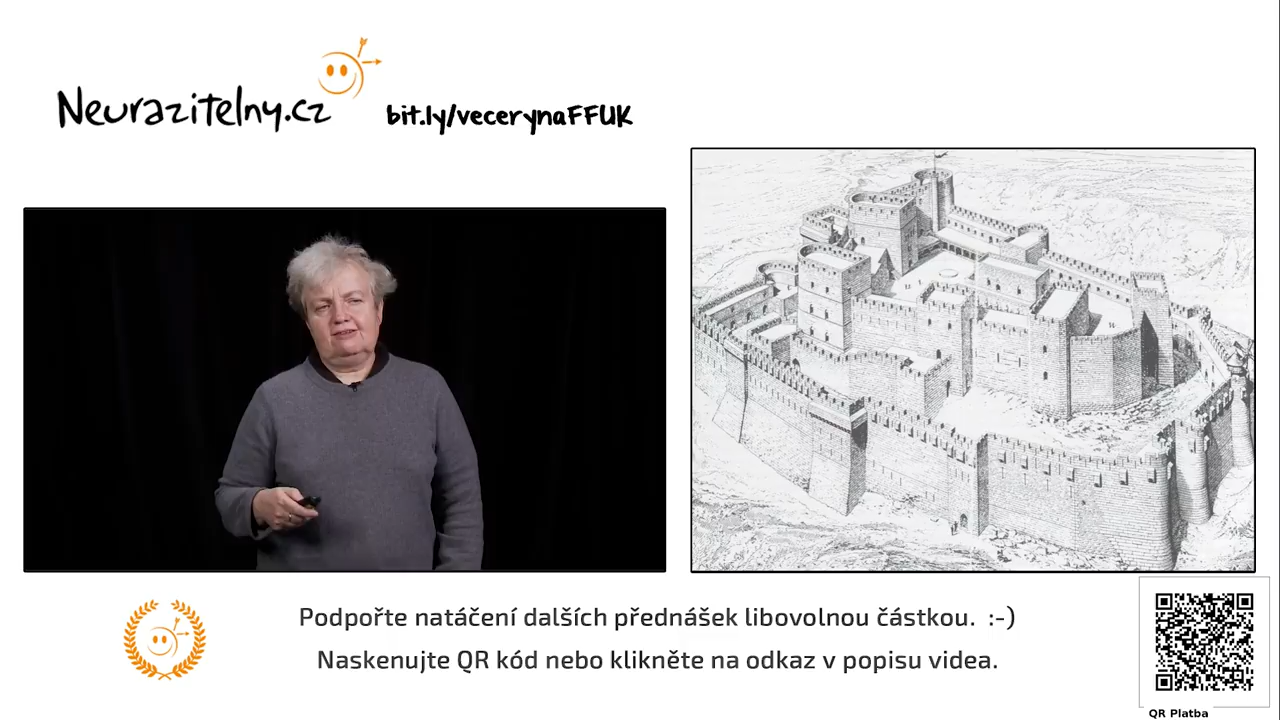 Neurazitelny.cz
bit.ly/vecerynaFFUK
Podpořte natáčení dalších přednášek libovolnou částkou. :-)
Naskenujte QR kód nebo klikněte na odkaz v popisu videa.
QR Platba